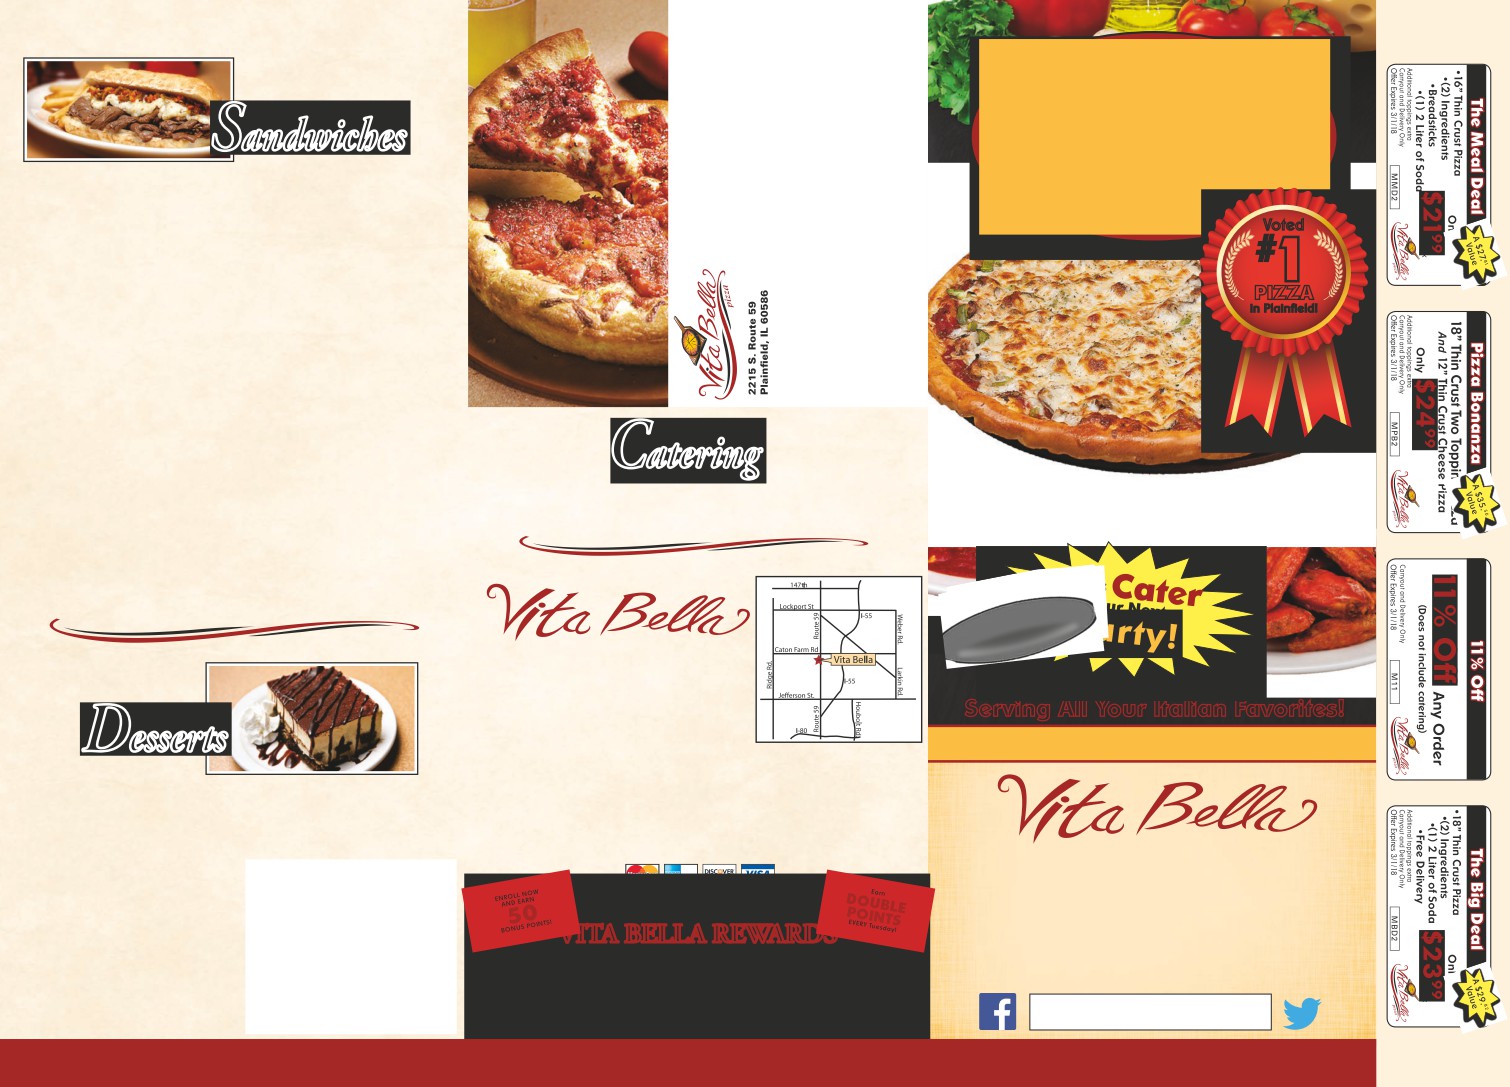 Sandwiches
Desserts
Vita Bella
pizza
2215 S. Route 59
Plainfield, IL 60586
Catering
Vita Bella
147th
Lockport St
Route 59
I-55
Weber Rd.
Caton Farm Rd
Vita Bella
Ridge Rd.
I-55
Larkin Rd.
Jefferson St.
Route 59
Houbolt Rd
I-80
DISCOVER
VISA
ENROLL NOW
AND EARN
50
BONUS POINTS!
VITA BELLA REWARDS
Earn
DOUBLE
POINTS
EVERY Tuesday!
Voted
#1
PIZZA
in Plainfield!
Cater
Serving All Your Italian Favorites!
Vita Bella
The Meal Deal
•16" Thin Crust Pizza
•(2) Ingredients
•Breadsticks
•(1) 2 Liter of Soda
$21.99
A $27
Value
Additional toppings extra
Carryout and Delivery Only
Offer Expires 3/1/18
MMD2
Vita Bella
Pizza Bonanza
18" Thin Crust Two
And 12" Thin Crust Cheese Pizza
Only $24.99
A $35
Value
Additional toppings extra
Carryout and Delivery Only
Offer Expires 3/1/18
MPB2
Vita Bella
11% Off
11% Off Any Order
(Does not include catering)
Carryout and Delivery Only
Offer Expires 3/1/18
M11
Vita Bella
The Big Deal
•18" Thin Crust Pizza
•(2) Ingredients
•(1) 2 Liter of Soda
•Free Delivery
$23.99
A $29
Value
Additional toppings extra
Carryout and Delivery Only
Offer Expires 3/1/18
MBD2
Vita Bella